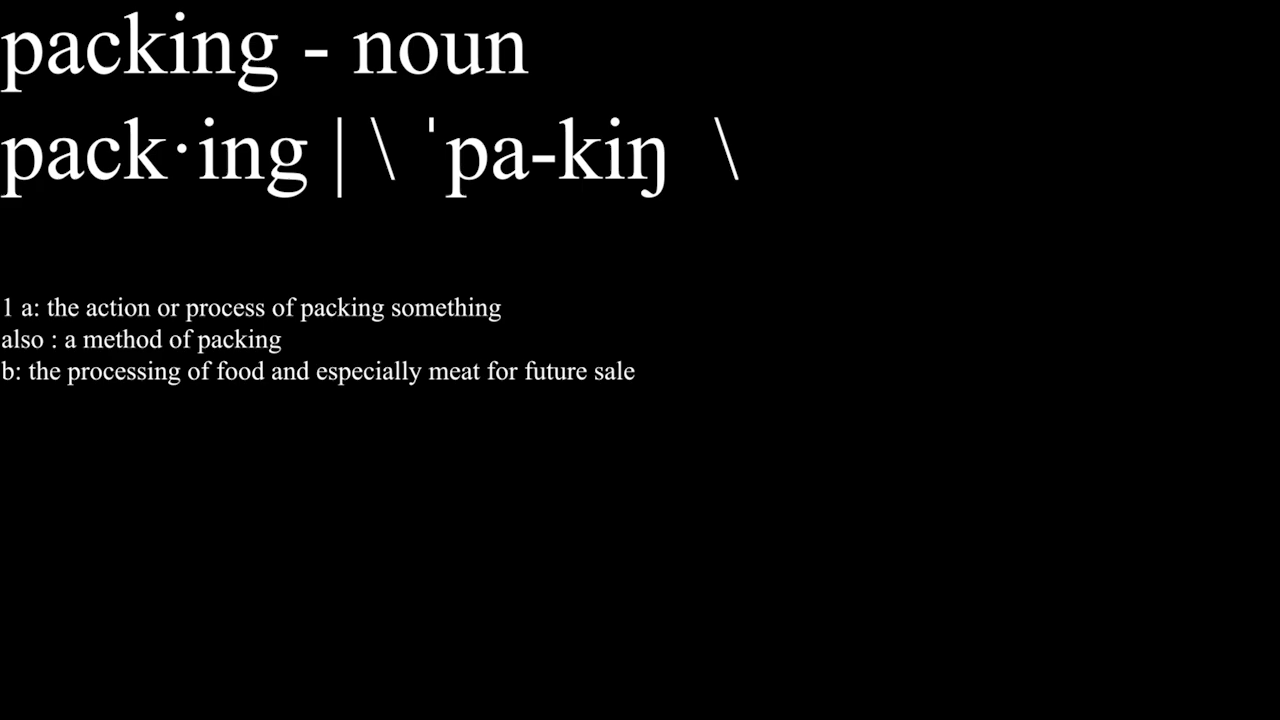 packing - noun
pack·ing | \ ˈpa-kiŋ  \
1 a: the action or process of packing something
also : a method of packing
b: the processing of food and especially meat for future sale